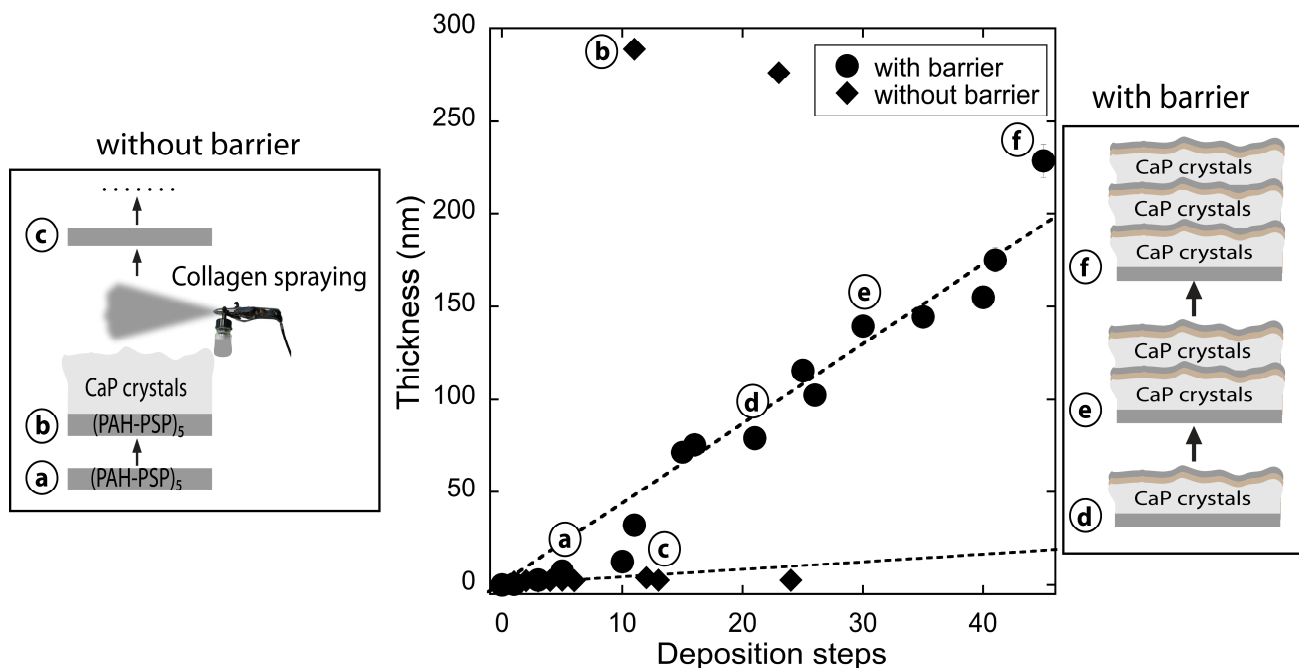 without barrier
c
Collagen spraying
CaP crystals
b
(PAH-PSP)5
a
(PAH-PSP)5
Thickness (nm)
300
250
200
150
100
50
0
0 10 20 30 40
Deposition steps
with barrier
without barrier
b
f
e
d
a
c
with barrier
CaP crystals
CaP crystals
CaP crystals
f
CaP crystals
CaP crystals
e
CaP crystals
d